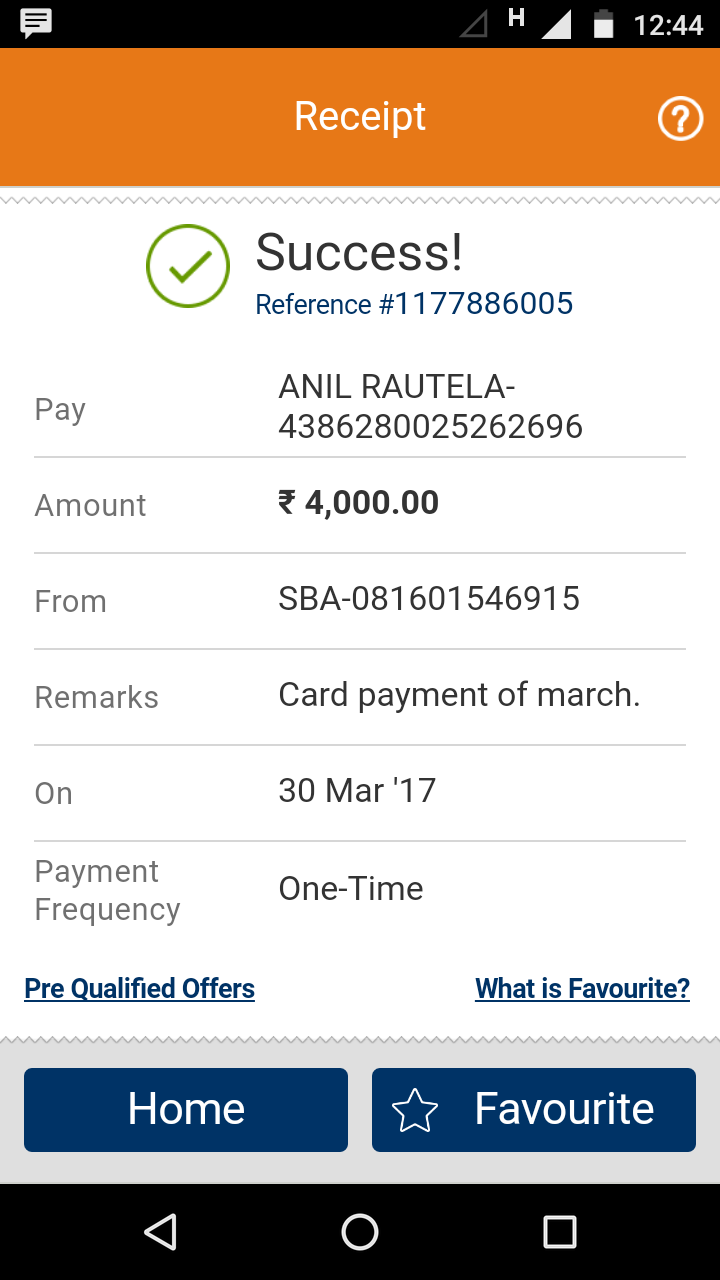 H 12:44
Receipt
Success!
Reference #1177886005
Pay
ANIL RAUTELA-
4386280025262696
Amount
₹ 4,000.00
From
SBA-081601546915
Remarks
Card payment of march.
On
30 Mar '17
Payment
Frequency
One-Time
Pre Qualified Offers
What is Favourite?
Home
Favourite